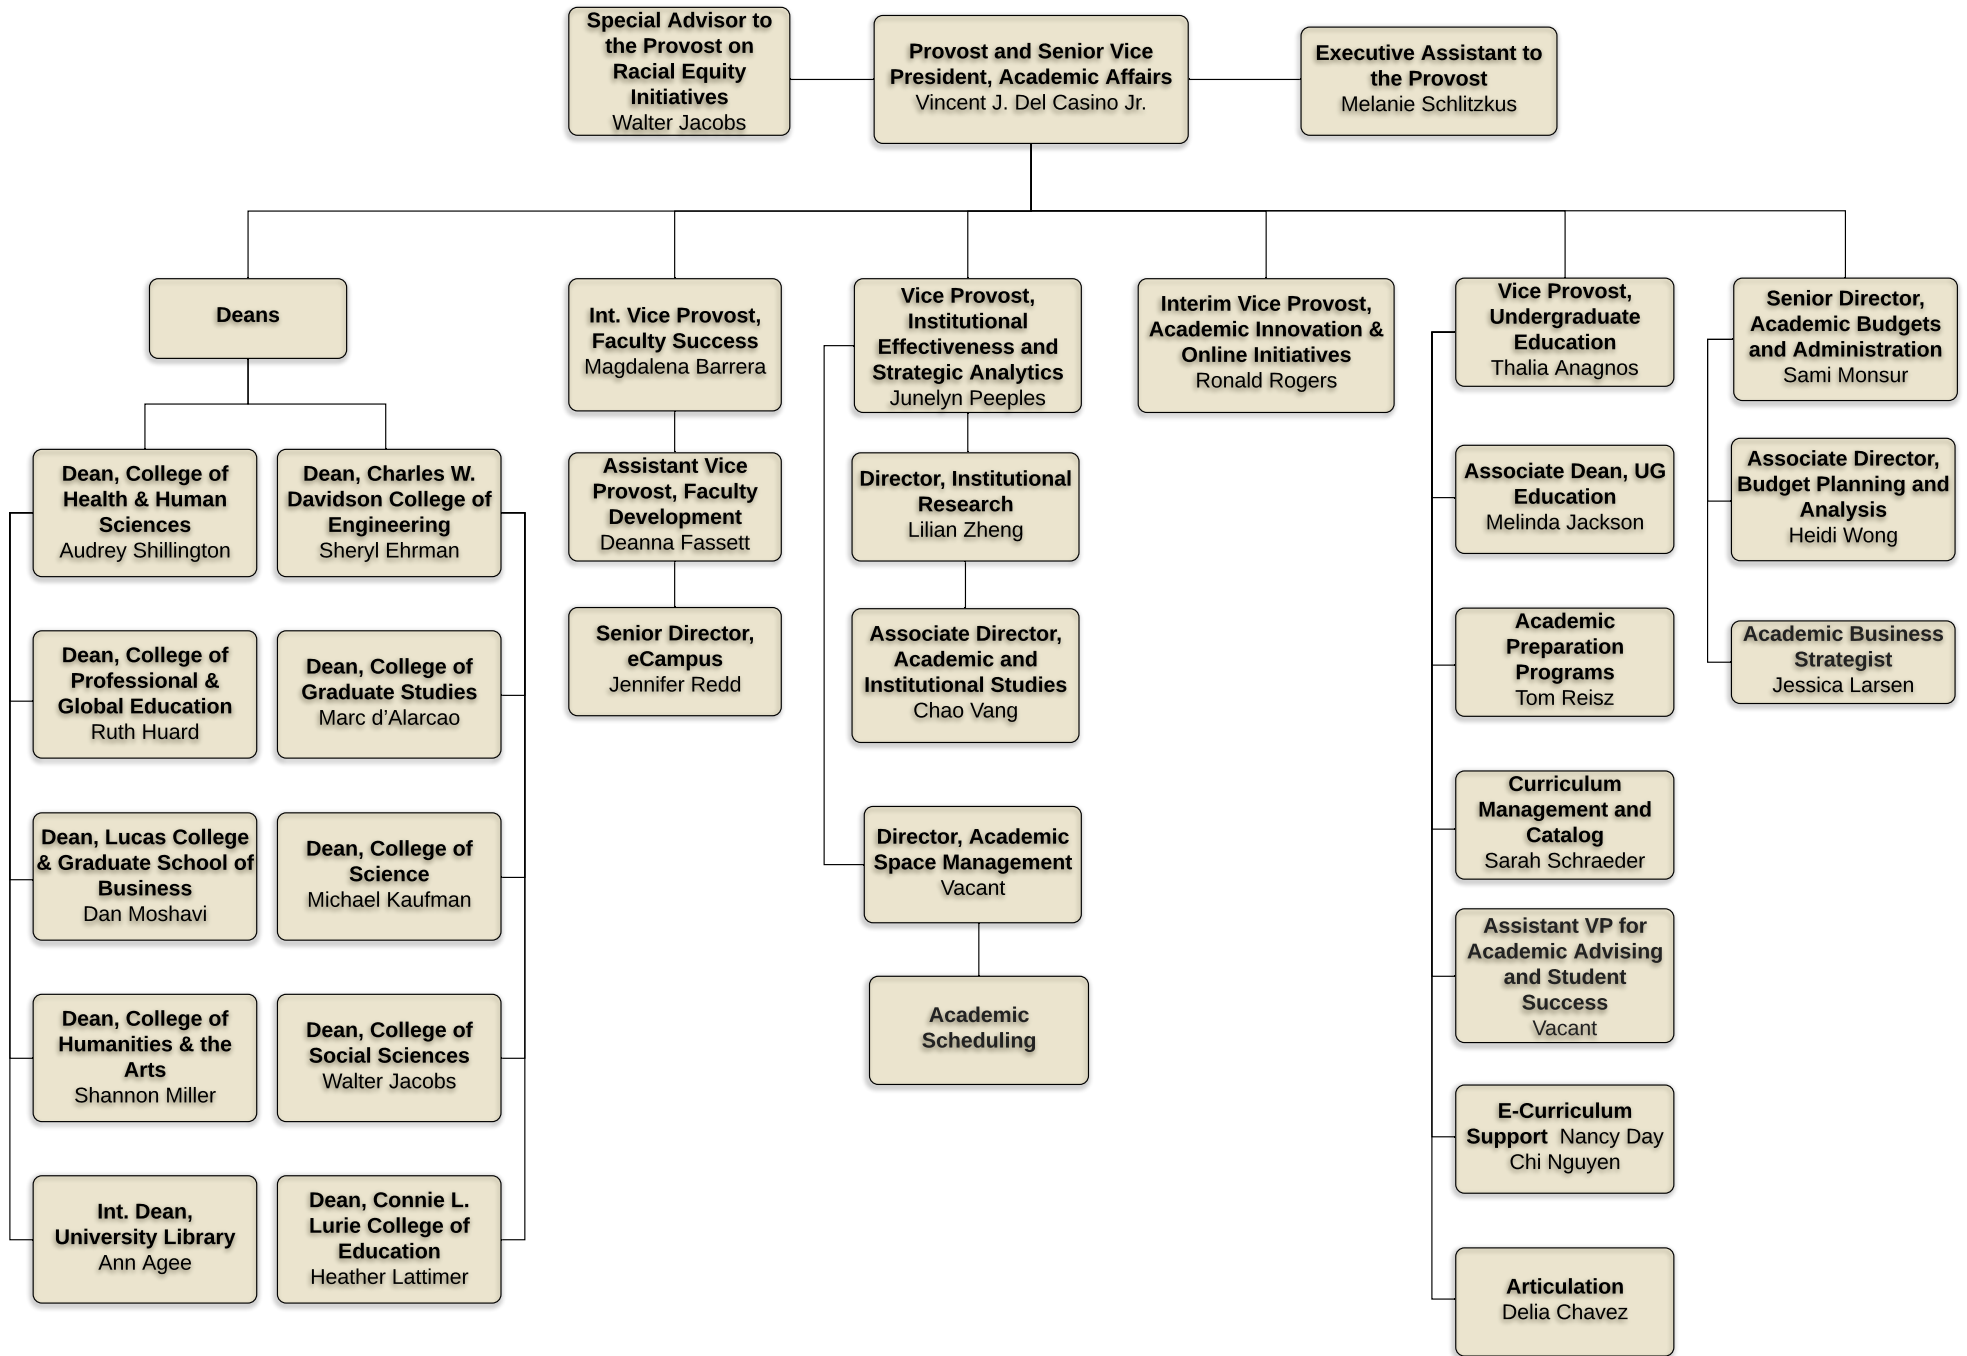 Special Advisor to
the Provost on
Racial Equity
Initiatives
Walter Jacobs
Provost and Senior Vice
President, Academic Affairs
Vincent J. Del Casino Jr.
Executive Assistant to
the Provost
Melanie Schlitzkus
Deans
Dean, College of
Health & Human
Sciences
Audrey Shillington
Dean, Charles W.
Davidson College of
Engineering
Sheryl Ehrman
Dean, College of
Professional &
Global Education
Ruth Huard
Dean, College of
Graduate Studies
Marc d’Alarcao
Dean, Lucas College
& Graduate School of
Business
Dan Moshavi
Dean, College of
Science
Michael Kaufman
Dean, College of
Humanities & the
Arts
Shannon Miller
Dean, College of
Social Sciences
Walter Jacobs
Int. Dean,
University Library
Ann Agee
Dean, Connie L.
Lurie College of
Education
Heather Lattimer
Int. Vice Provost,
Faculty Success
Magdalena Barrera
Assistant Vice
Provost, Faculty
Development
Deanna Fassett
Senior Director,
eCampus
Jennifer Redd
Vice Provost,
Institutional
Effectiveness and
Strategic Analytics
Junelyn Peeples
Director, Institutional
Research
Lilian Zheng
Associate Director,
Academic and
Institutional Studies
Chao Vang
Director, Academic
Space Management
Vacant
Academic
Scheduling
Interim Vice Provost,
Academic Innovation &
Online Initiatives
Ronald Rogers
Vice Provost,
Undergraduate
Education
Thalia Anagnos
Associate Dean, UG
Education
Melinda Jackson
Academic
Preparation
Programs
Tom Reisz
Curriculum
Management and
Catalog
Sarah Schraeder
Assistant VP for
Academic Advising
and Student
Success
Vacant
E-Curriculum
Support  Nancy Day
Chi Nguyen
Articulation
Delia Chavez
Senior Director,
Academic Budgets
and Administration
Sami Monsur
Associate Director,
Budget Planning and
Analysis
Heidi Wong
Academic Business
Strategist
Jessica Larsen